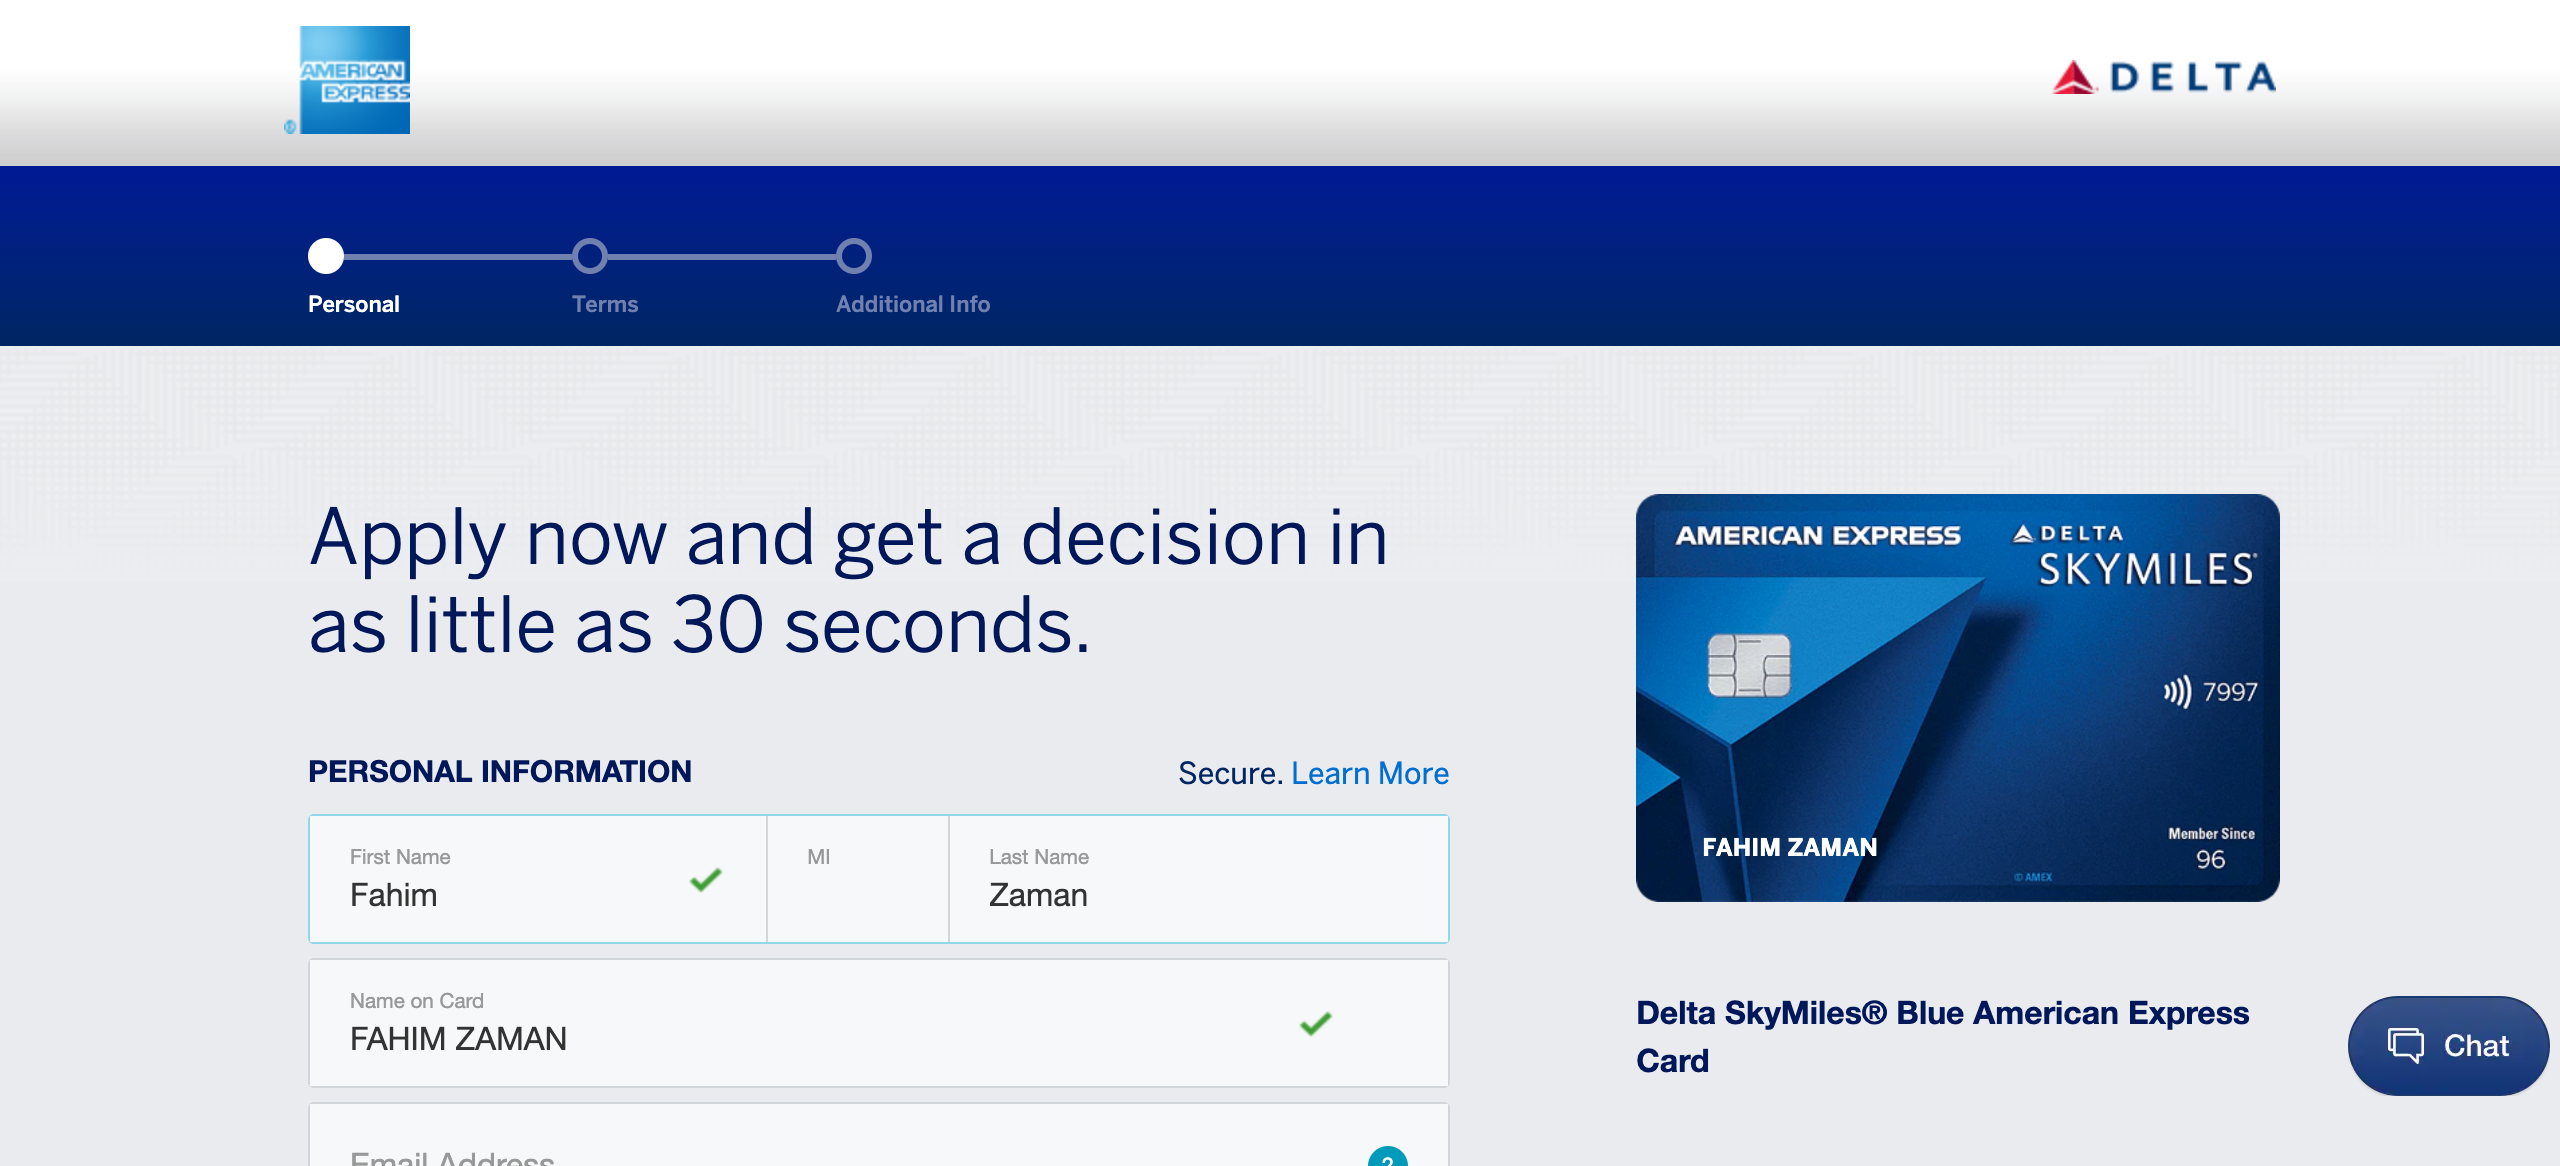 AMERICAN
EXPRESS
®
DELTA
Personal
Terms
Additional Info
Apply now and get a decision in
as little as 30 seconds.
PERSONAL INFORMATION
Secure. Learn More
First Name
Fahim
MI
Last Name
Zaman
Name on Card
FAHIM ZAMAN
Email Address
?
AMERICAN EXPRESS
DELTA
SKYMILES®
7997
FAHIM ZAMAN
Member Since
96
© AMEX
Delta SkyMiles® Blue American Express
Card
Chat